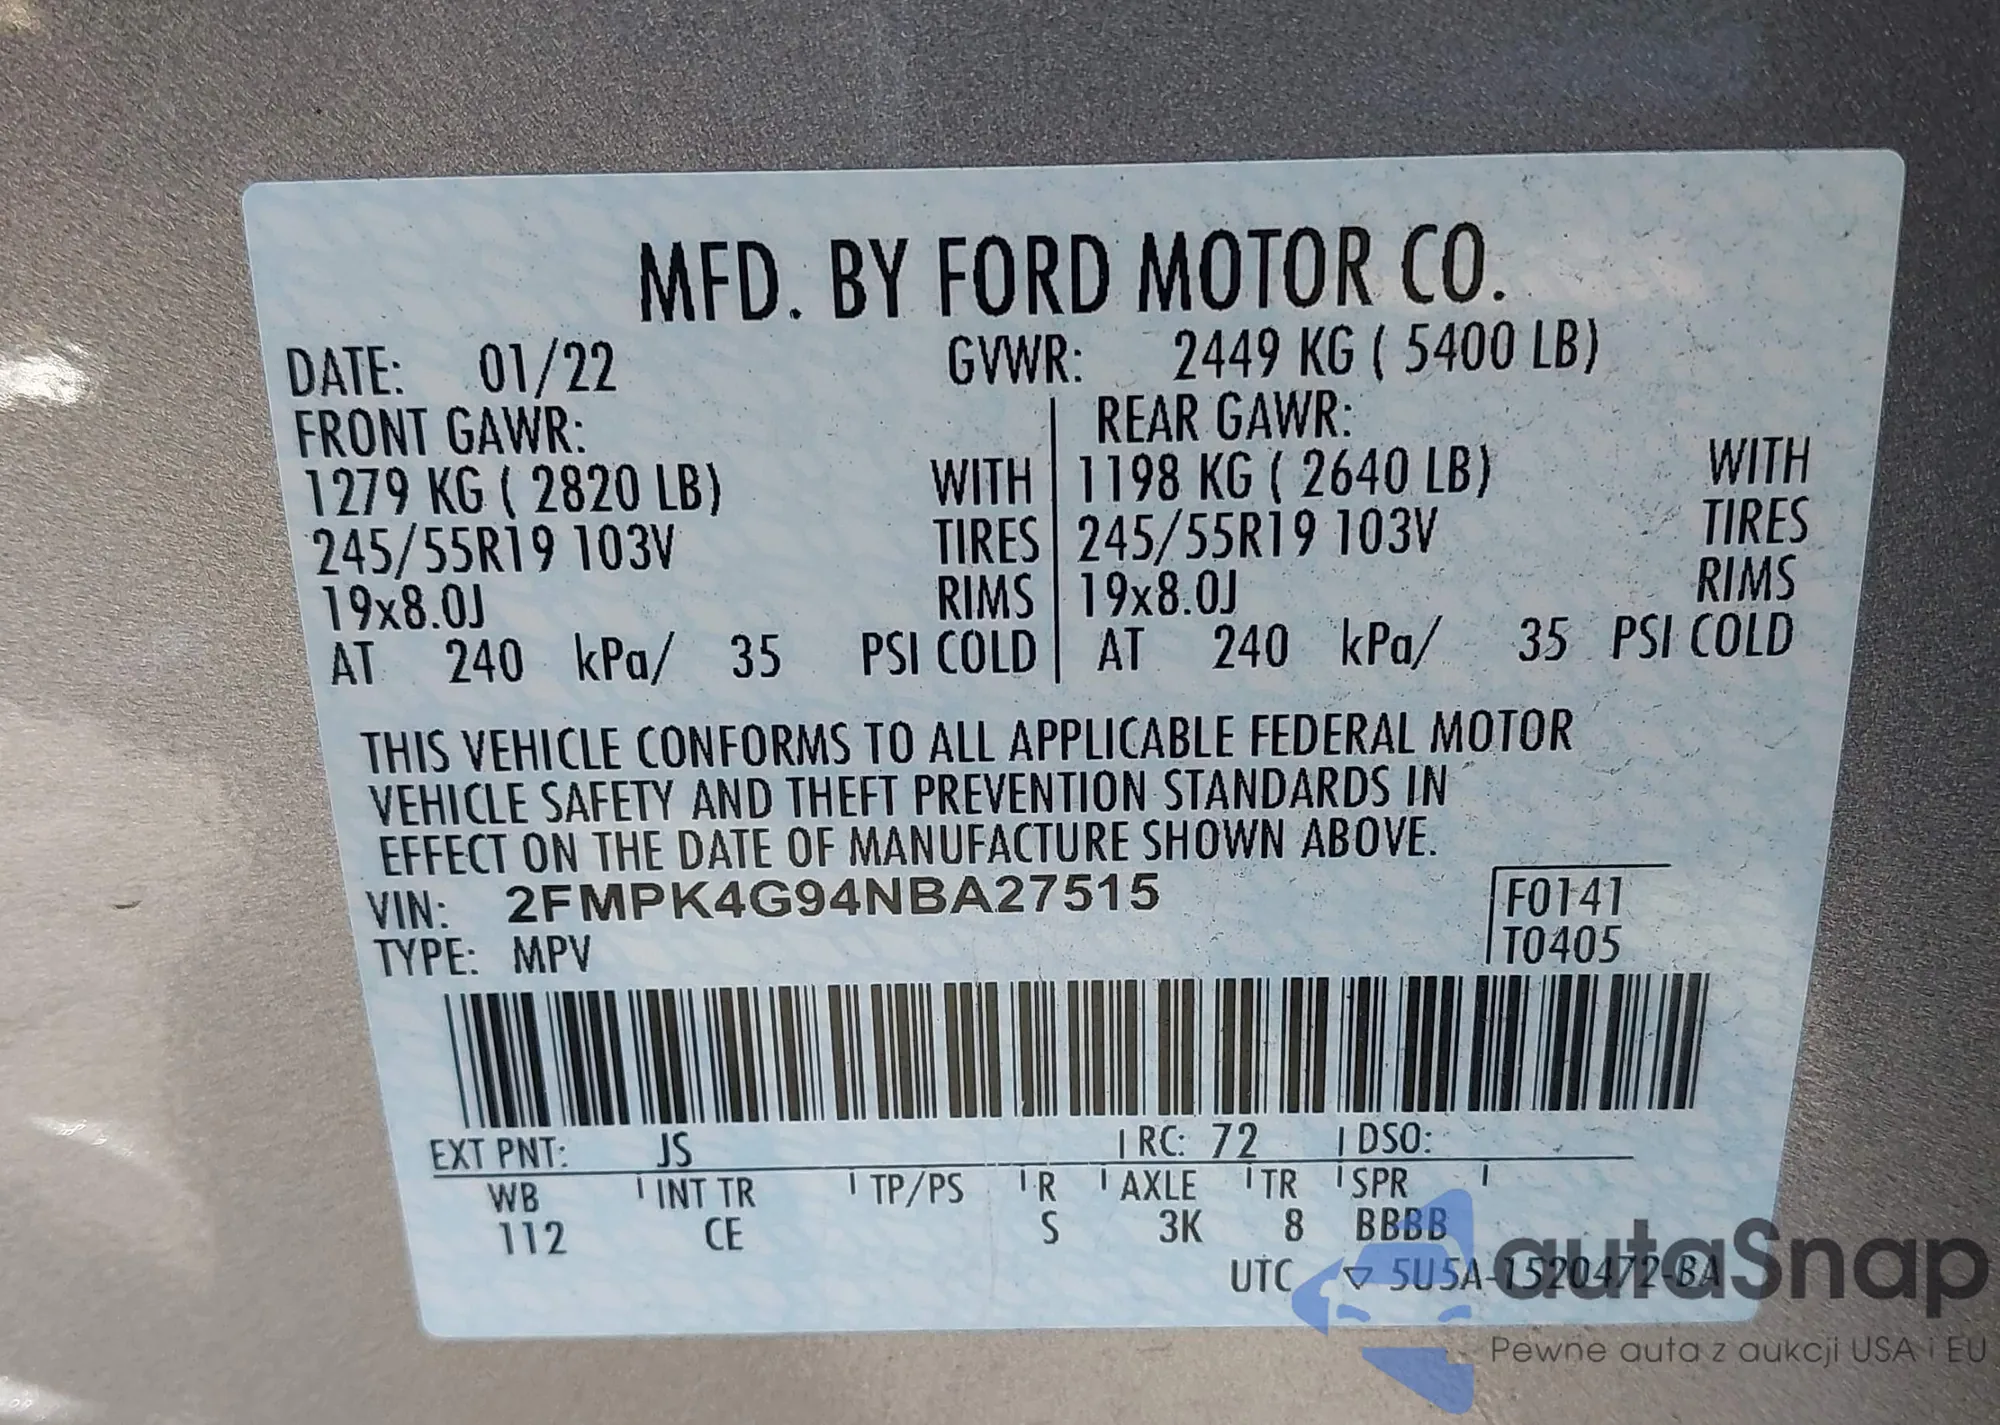 MFD. BY FORD MOTOR CO.
DATE: 01/22 GVWR: 2449 KG ( 5400 LB)
FRONT GAWR: REAR GAWR:
1279 KG ( 2820 LB) WITH 1198 KG ( 2640 LB) WITH
245/55R19 103V TIRES 245/55R19 103V TIRES
19x8.0J RIMS 19x8.0J RIMS
AT 240 kPa/ 35 PSI COLD AT 240 kPa/ 35 PSI COLD
THIS VEHICLE CONFORMS TO ALL APPLICABLE FEDERAL MOTOR
VEHICLE SAFETY AND THEFT PREVENTION STANDARDS IN
EFFECT ON THE DATE OF MANUFACTURE SHOWN ABOVE.
VIN: 2FMPK4G94NBA27515 F0141
TYPE: MPV T0405
EXT PNT: JS RC: 72 DSO:
WB INT TR TP/PS R AXLE TR SPR
112 CE S 3K 8 BBBB
UTC ▽ 5U5A-1520472-BA
autaSnap
Pewne auta z aukcji USA i EU